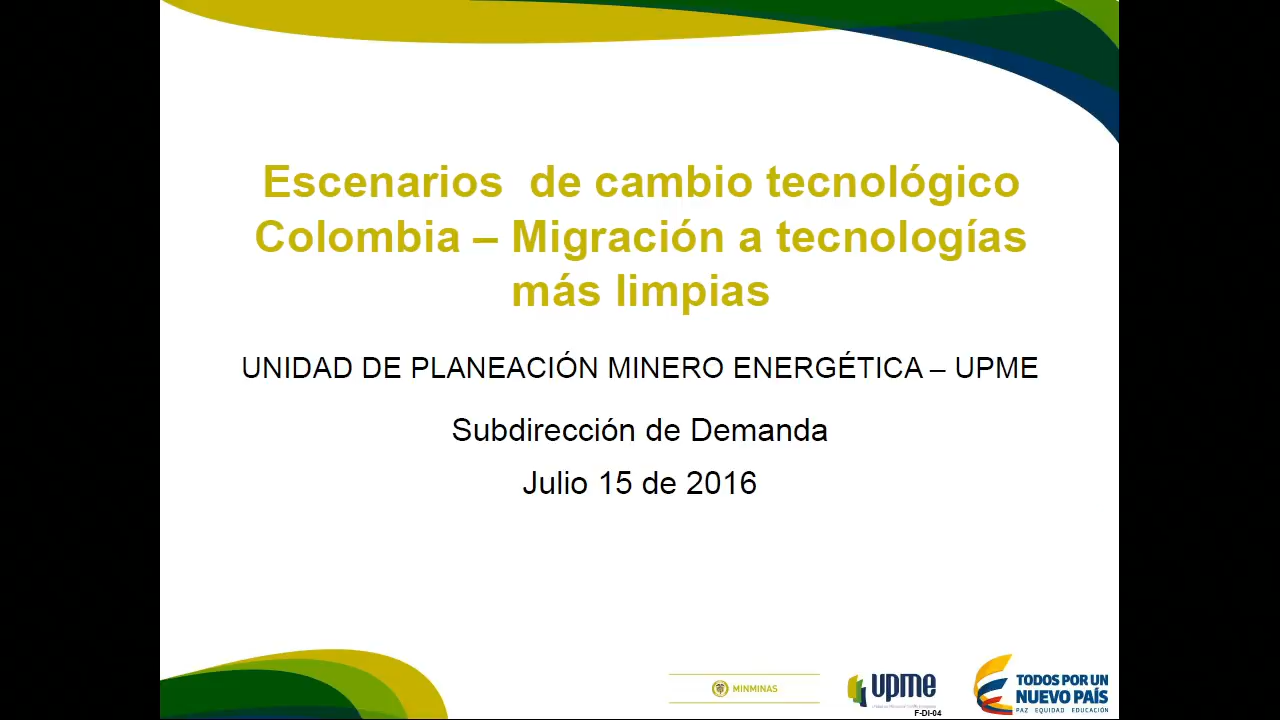 Escenarios de cambio tecnológico
Colombia – Migración a tecnologías
más limpias
UNIDAD DE PLANEACIÓN MINERO ENERGÉTICA – UPME
Subdirección de Demanda
Julio 15 de 2016
MINMINAS
upme
F-DI-04
TODOS POR UN
NUEVO PAÍS
PAZ EQUIDAD EDUCACIÓN